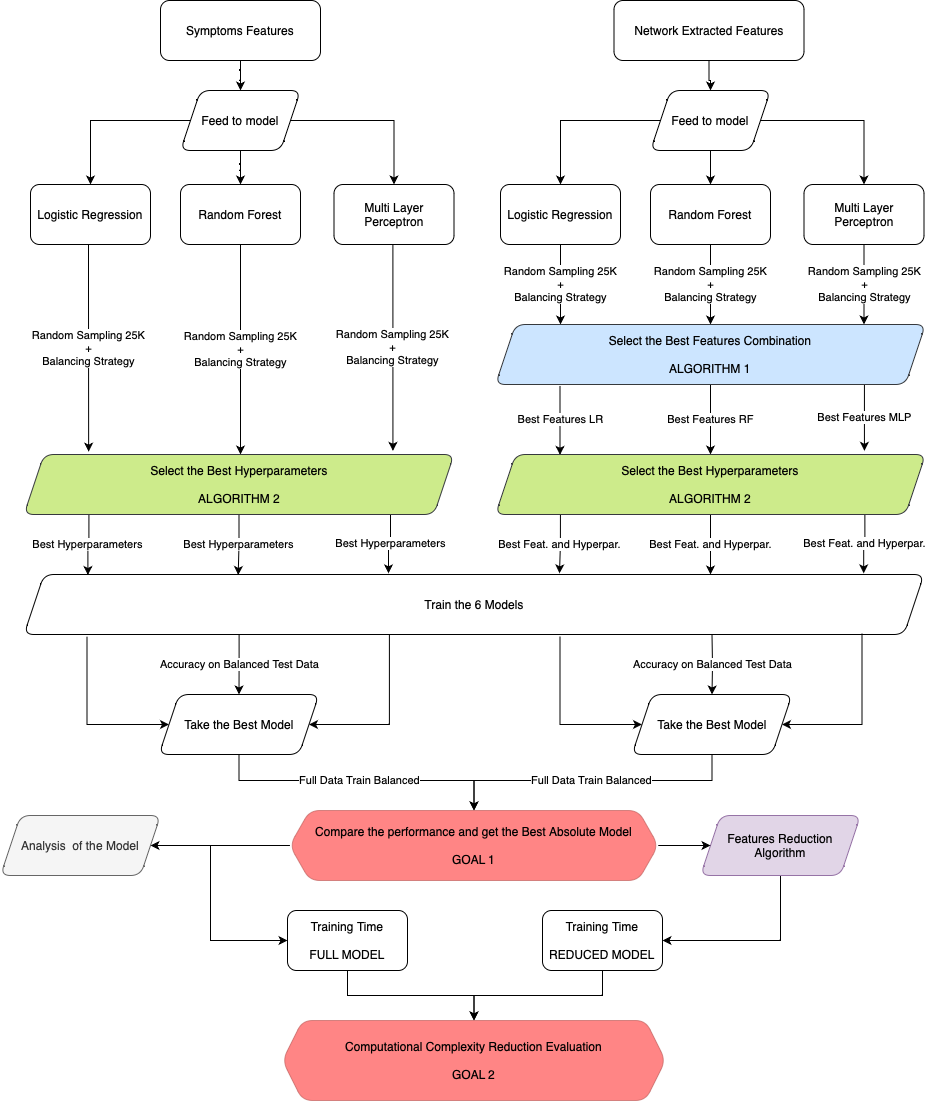 Symptoms Features
Network Extracted Features
Feed to model
Feed to model
Logistic Regression
Random Forest
Multi Layer
Perceptron
Logistic Regression
Random Forest
Multi Layer
Perceptron
Random Sampling 25K
+
Balancing Strategy
Random Sampling 25K
+
Balancing Strategy
Random Sampling 25K
+
Balancing Strategy
Random Sampling 25K
+
Balancing Strategy
Random Sampling 25K
+
Balancing Strategy
Random Sampling 25K
+
Balancing Strategy
Select the Best Features Combination
ALGORITHM 1
Best Features LR
Best Features RF
Best Features MLP
Select the Best Hyperparameters
ALGORITHM 2
Select the Best Hyperparameters
ALGORITHM 2
Best Hyperparameters
Best Hyperparameters
Best Hyperparameters
Best Feat. and Hyperpar.
Best Feat. and Hyperpar.
Best Feat. and Hyperpar.
Train the 6 Models
Accuracy on Balanced Test Data
Accuracy on Balanced Test Data
Take the Best Model
Take the Best Model
Full Data Train Balanced
Full Data Train Balanced
Compare the performance and get the Best Absolute Model
GOAL 1
Analysis of the Model
Features Reduction
Algorithm
Training Time
FULL MODEL
Training Time
REDUCED MODEL
Computational Complexity Reduction Evaluation
GOAL 2